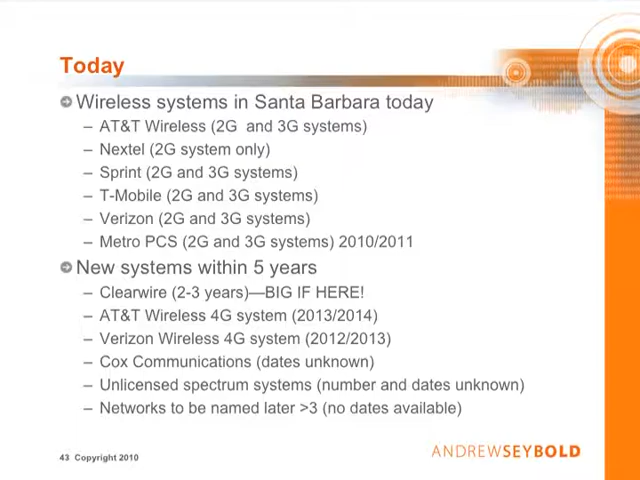 Today
Wireless systems in Santa Barbara today
– AT&T Wireless (2G and 3G systems)
– Nextel (2G system only)
– Sprint (2G and 3G systems)
– T-Mobile (2G and 3G systems)
– Verizon (2G and 3G systems)
– Metro PCS (2G and 3G systems) 2010/2011
New systems within 5 years
– Clearwire (2-3 years)—BIG IF HERE!
– AT&T Wireless 4G system (2013/2014)
– Verizon Wireless 4G system (2012/2013)
– Cox Communications (dates unknown)
– Unlicensed spectrum systems (number and dates unknown)
– Networks to be named later >3 (no dates available)
43 Copyright 2010
ANDREWSEYBOLD